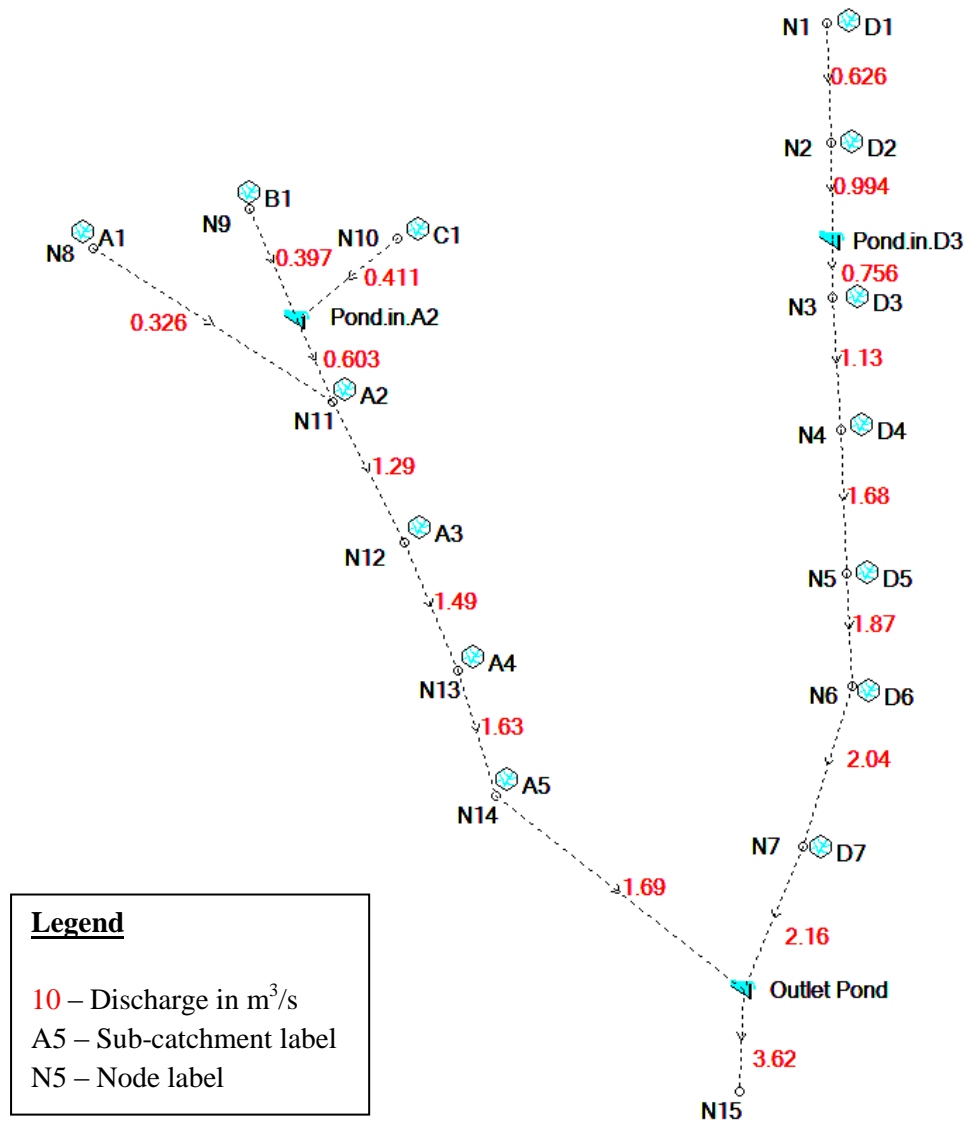 N1 D1
0.626
N2 D2
0.994
Pond.in.D3
0.756
N3 D3
1.13
N4 D4
1.68
N5 D5
1.87
N6 D6
2.04
N7 D7
2.16
N8 A1
0.326
N9 B1
0.397
N10 C1
0.411
Pond.in.A2
0.603
N11 A2
1.29
N12 A3
1.49
N13 A4
1.63
N14 A5
1.69
Outlet Pond
3.62
N15
Legend
10 – Discharge in m³/s
A5 – Sub-catchment label
N5 – Node label